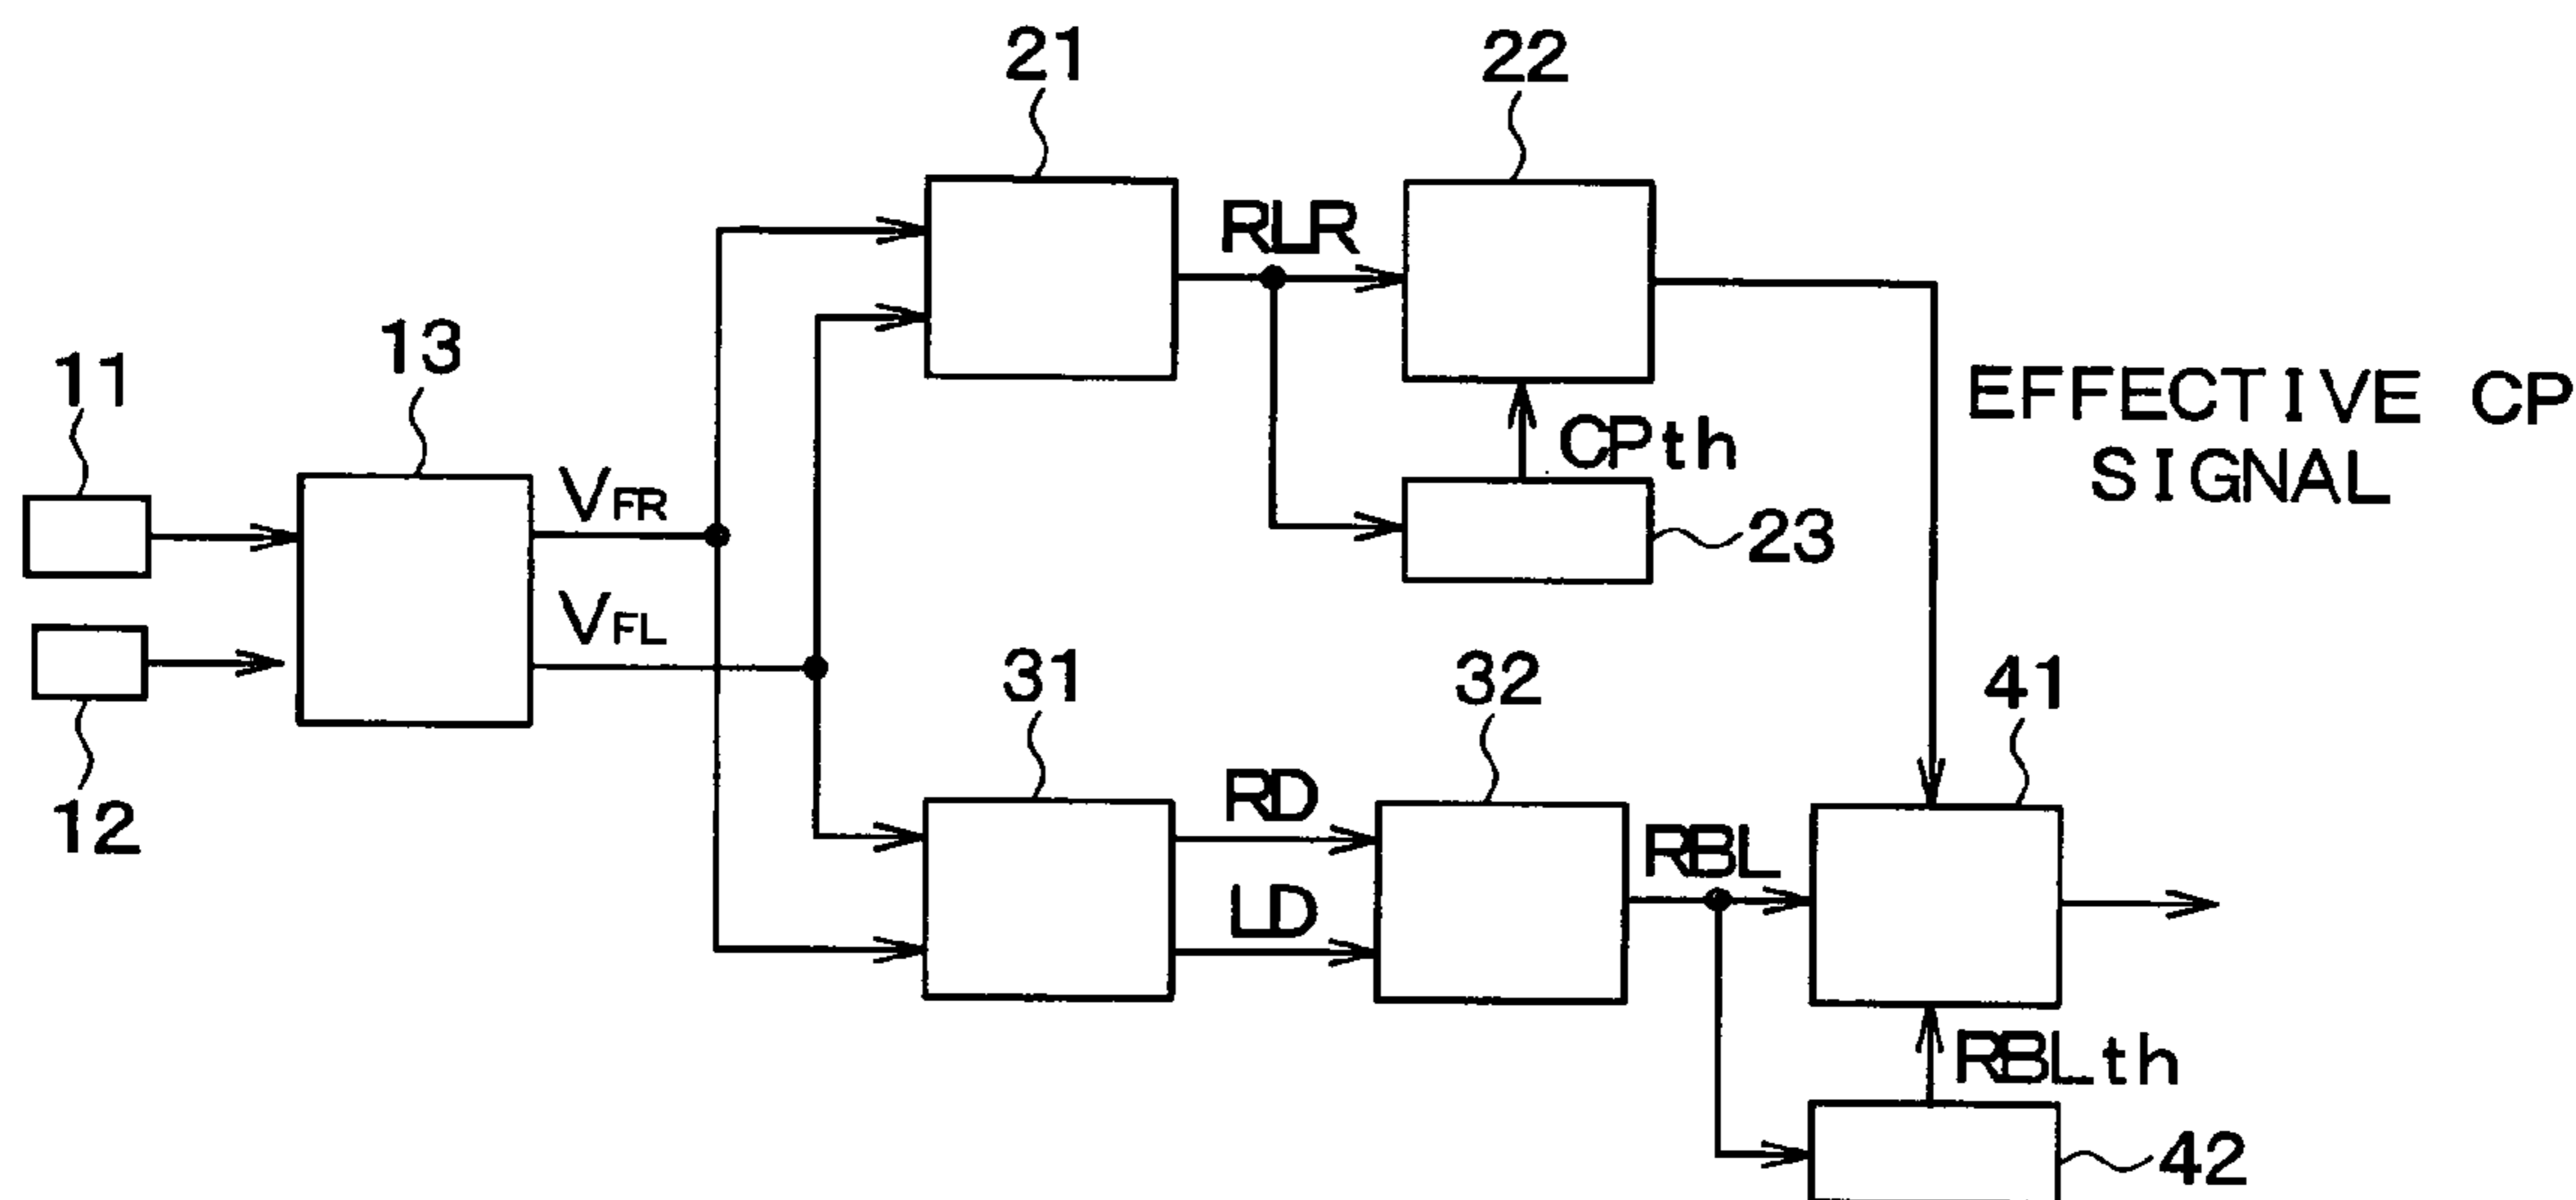 21
22
RLR
13
11
EFFECTIVE CP
SIGNAL
CPth
VFR
23
VFL
31
32
41
12
RD
RBL
LD
RBLth
42